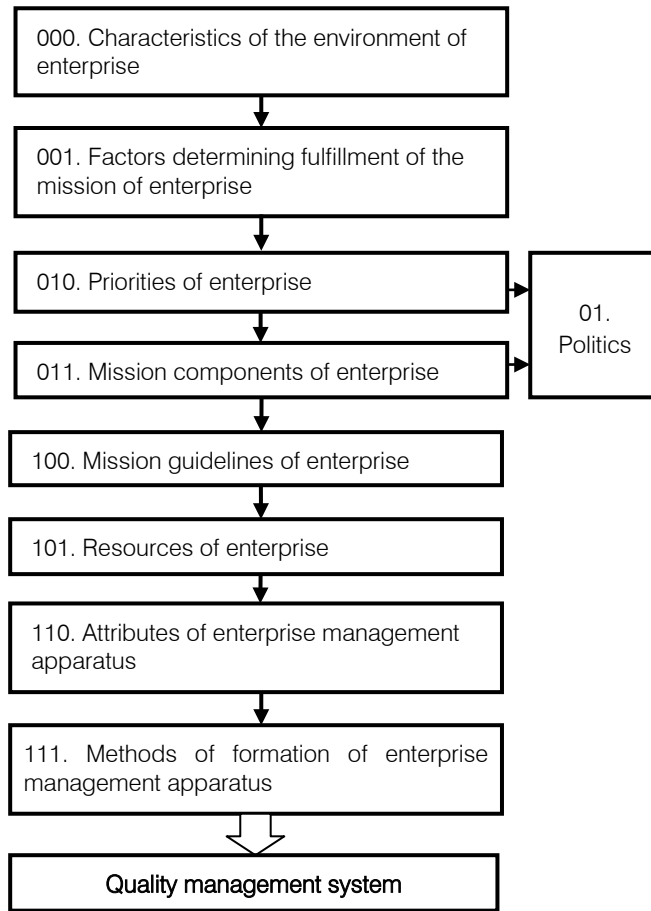 000. Characteristics of the environment of
enterprise
001. Factors determining fulfillment of the
mission of enterprise
010. Priorities of enterprise
01.
Politics
011. Mission components of enterprise
100. Mission guidelines of enterprise
101. Resources of enterprise
110. Attributes of enterprise management
apparatus
111. Methods of formation of enterprise
management apparatus
Quality management system